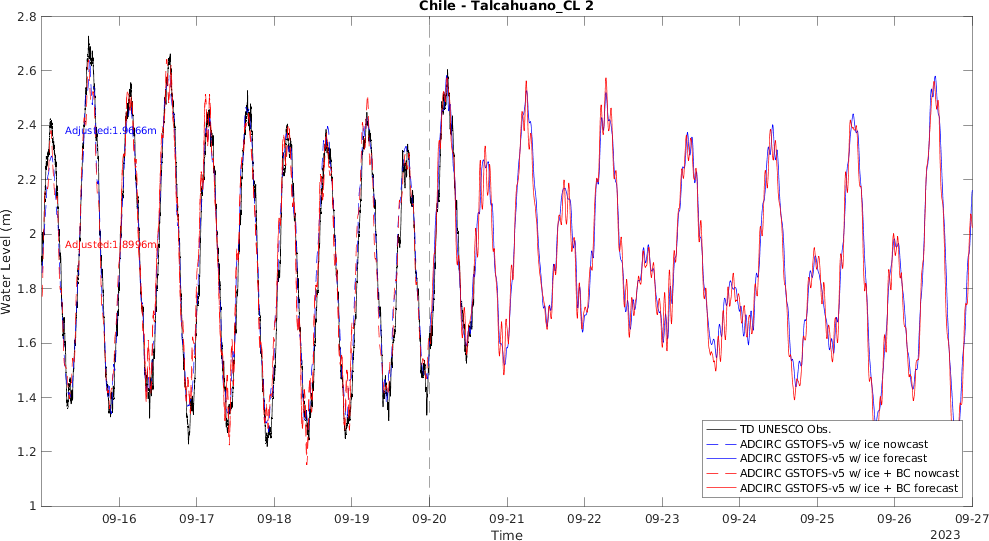 Chile - Talcahuano_CL 2
Water Level (m)
2.8
2.6
2.4
2.2
2
1.8
1.6
1.4
1.2
1
Adjusted:1.9666m
Adjusted:1.8996m
TD UNESCO Obs.
ADCIRC GSTOFS-v5 w/ ice nowcast
ADCIRC GSTOFS-v5 w/ ice forecast
ADCIRC GSTOFS-v5 w/ ice + BC nowcast
ADCIRC GSTOFS-v5 w/ ice + BC forecast
09-16 09-17 09-18 09-19 09-20 09-21 09-22 09-23 09-24 09-25 09-26 09-27
Time
2023